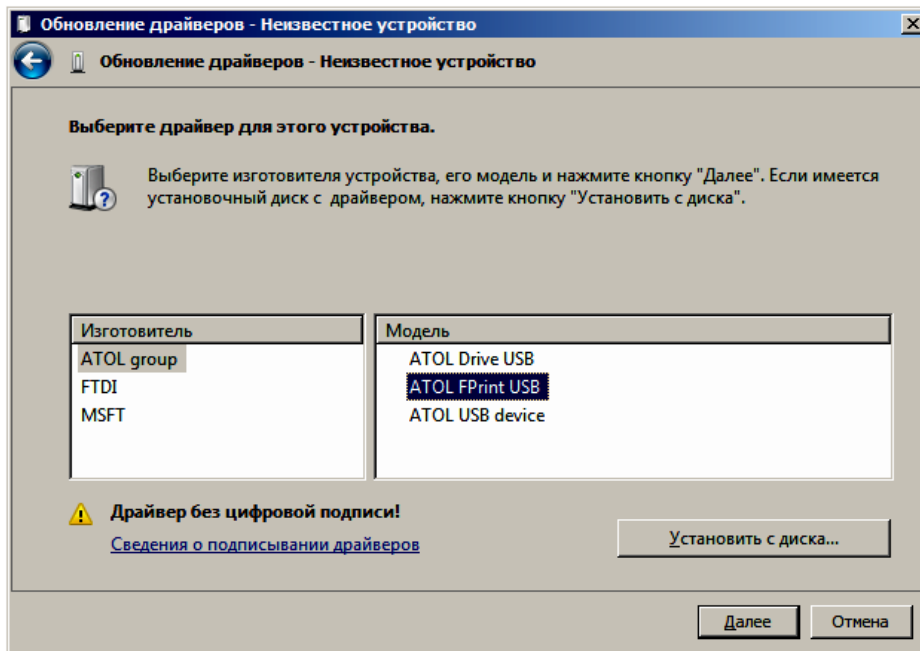 Обновление драйверов - Неизвестное устройство
Обновление драйверов - Неизвестное устройство
Выберите драйвер для этого устройства.
Выберите изготовителя устройства, его модель и нажмите кнопку "Далее". Если имеется
установочный диск с драйвером, нажмите кнопку "Установить с диска".
Изготовитель
ATOL group
FTDI
MSFT
Модель
ATOL Drive USB
ATOL FPrint USB
ATOL USB device
Драйвер без цифровой подписи!
Сведения о подписывании драйверов
Установить с диска...
Далее
Отмена